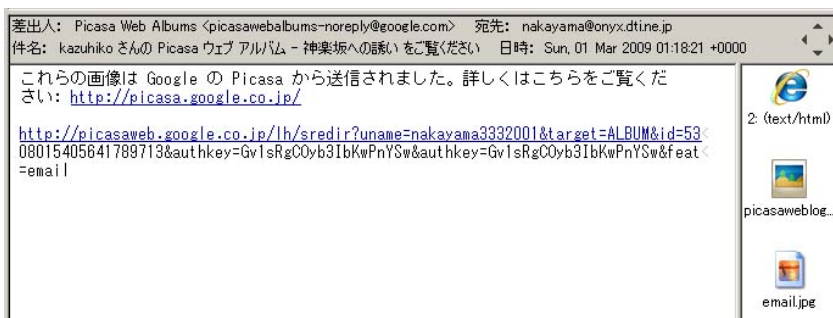 差出人: Picasa Web Albums <picasawebalbums-noreply@google.com> 宛先: nakayama@onyx.dti.ne.jp
件名: kazuhiko さんの Picasa ウェブ アルバム - 神楽坂への誘い をご覧ください 日時: Sun, 01 Mar 2009 01:18:21 +0000
これらの画像は Google の Picasa から送信されました。詳しくはこちらをご覧くだ
さい: http://picasa.google.co.jp/
http://picasaweb.google.co.jp/lh/sredir?uname=nakayama3332001&target=ALBUM&id=53
08015405641789713&authkey=Gv1sRgCOyb3IbKwPnYSw&authkey=Gv1sRgCOyb3IbKwPnYSw&feat
=email
2: (text/html)
picasaweblog...
email.jpg